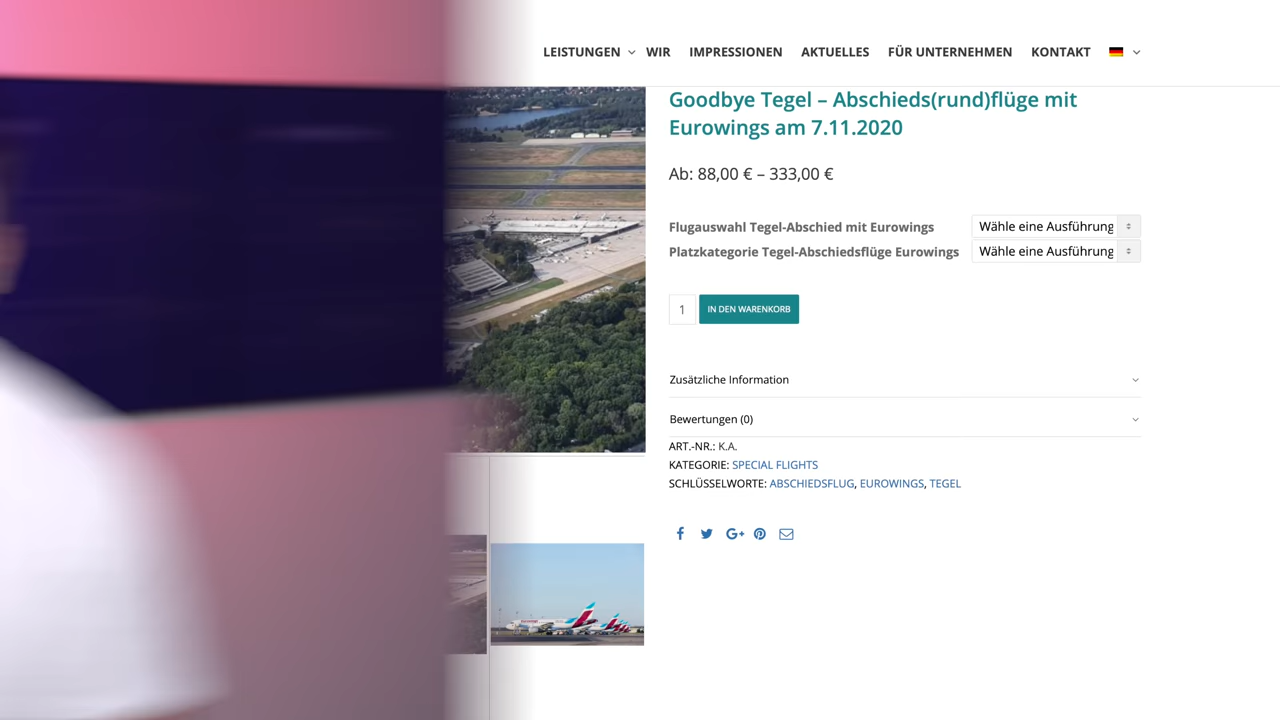 LEISTUNGEN WIR IMPRESSIONEN AKTUELLES FÜR UNTERNEHMEN KONTAKT
Goodbye Tegel – Abschieds(rund)flüge mit
Eurowings am 7.11.2020
Ab: 88,00 € – 333,00 €
Flugauswahl Tegel-Abschied mit Eurowings Wähle eine Ausführung
Platzkategorie Tegel-Abschiedsflüge Eurowings Wähle eine Ausführung
1 IN DEN WARENKORB
Zusätzliche Information
Bewertungen (0)
ART.-NR.: K.A.
KATEGORIE: SPECIAL FLIGHTS
SCHLÜSSELWORTE: ABSCHIEDSFLUG, EUROWINGS, TEGEL